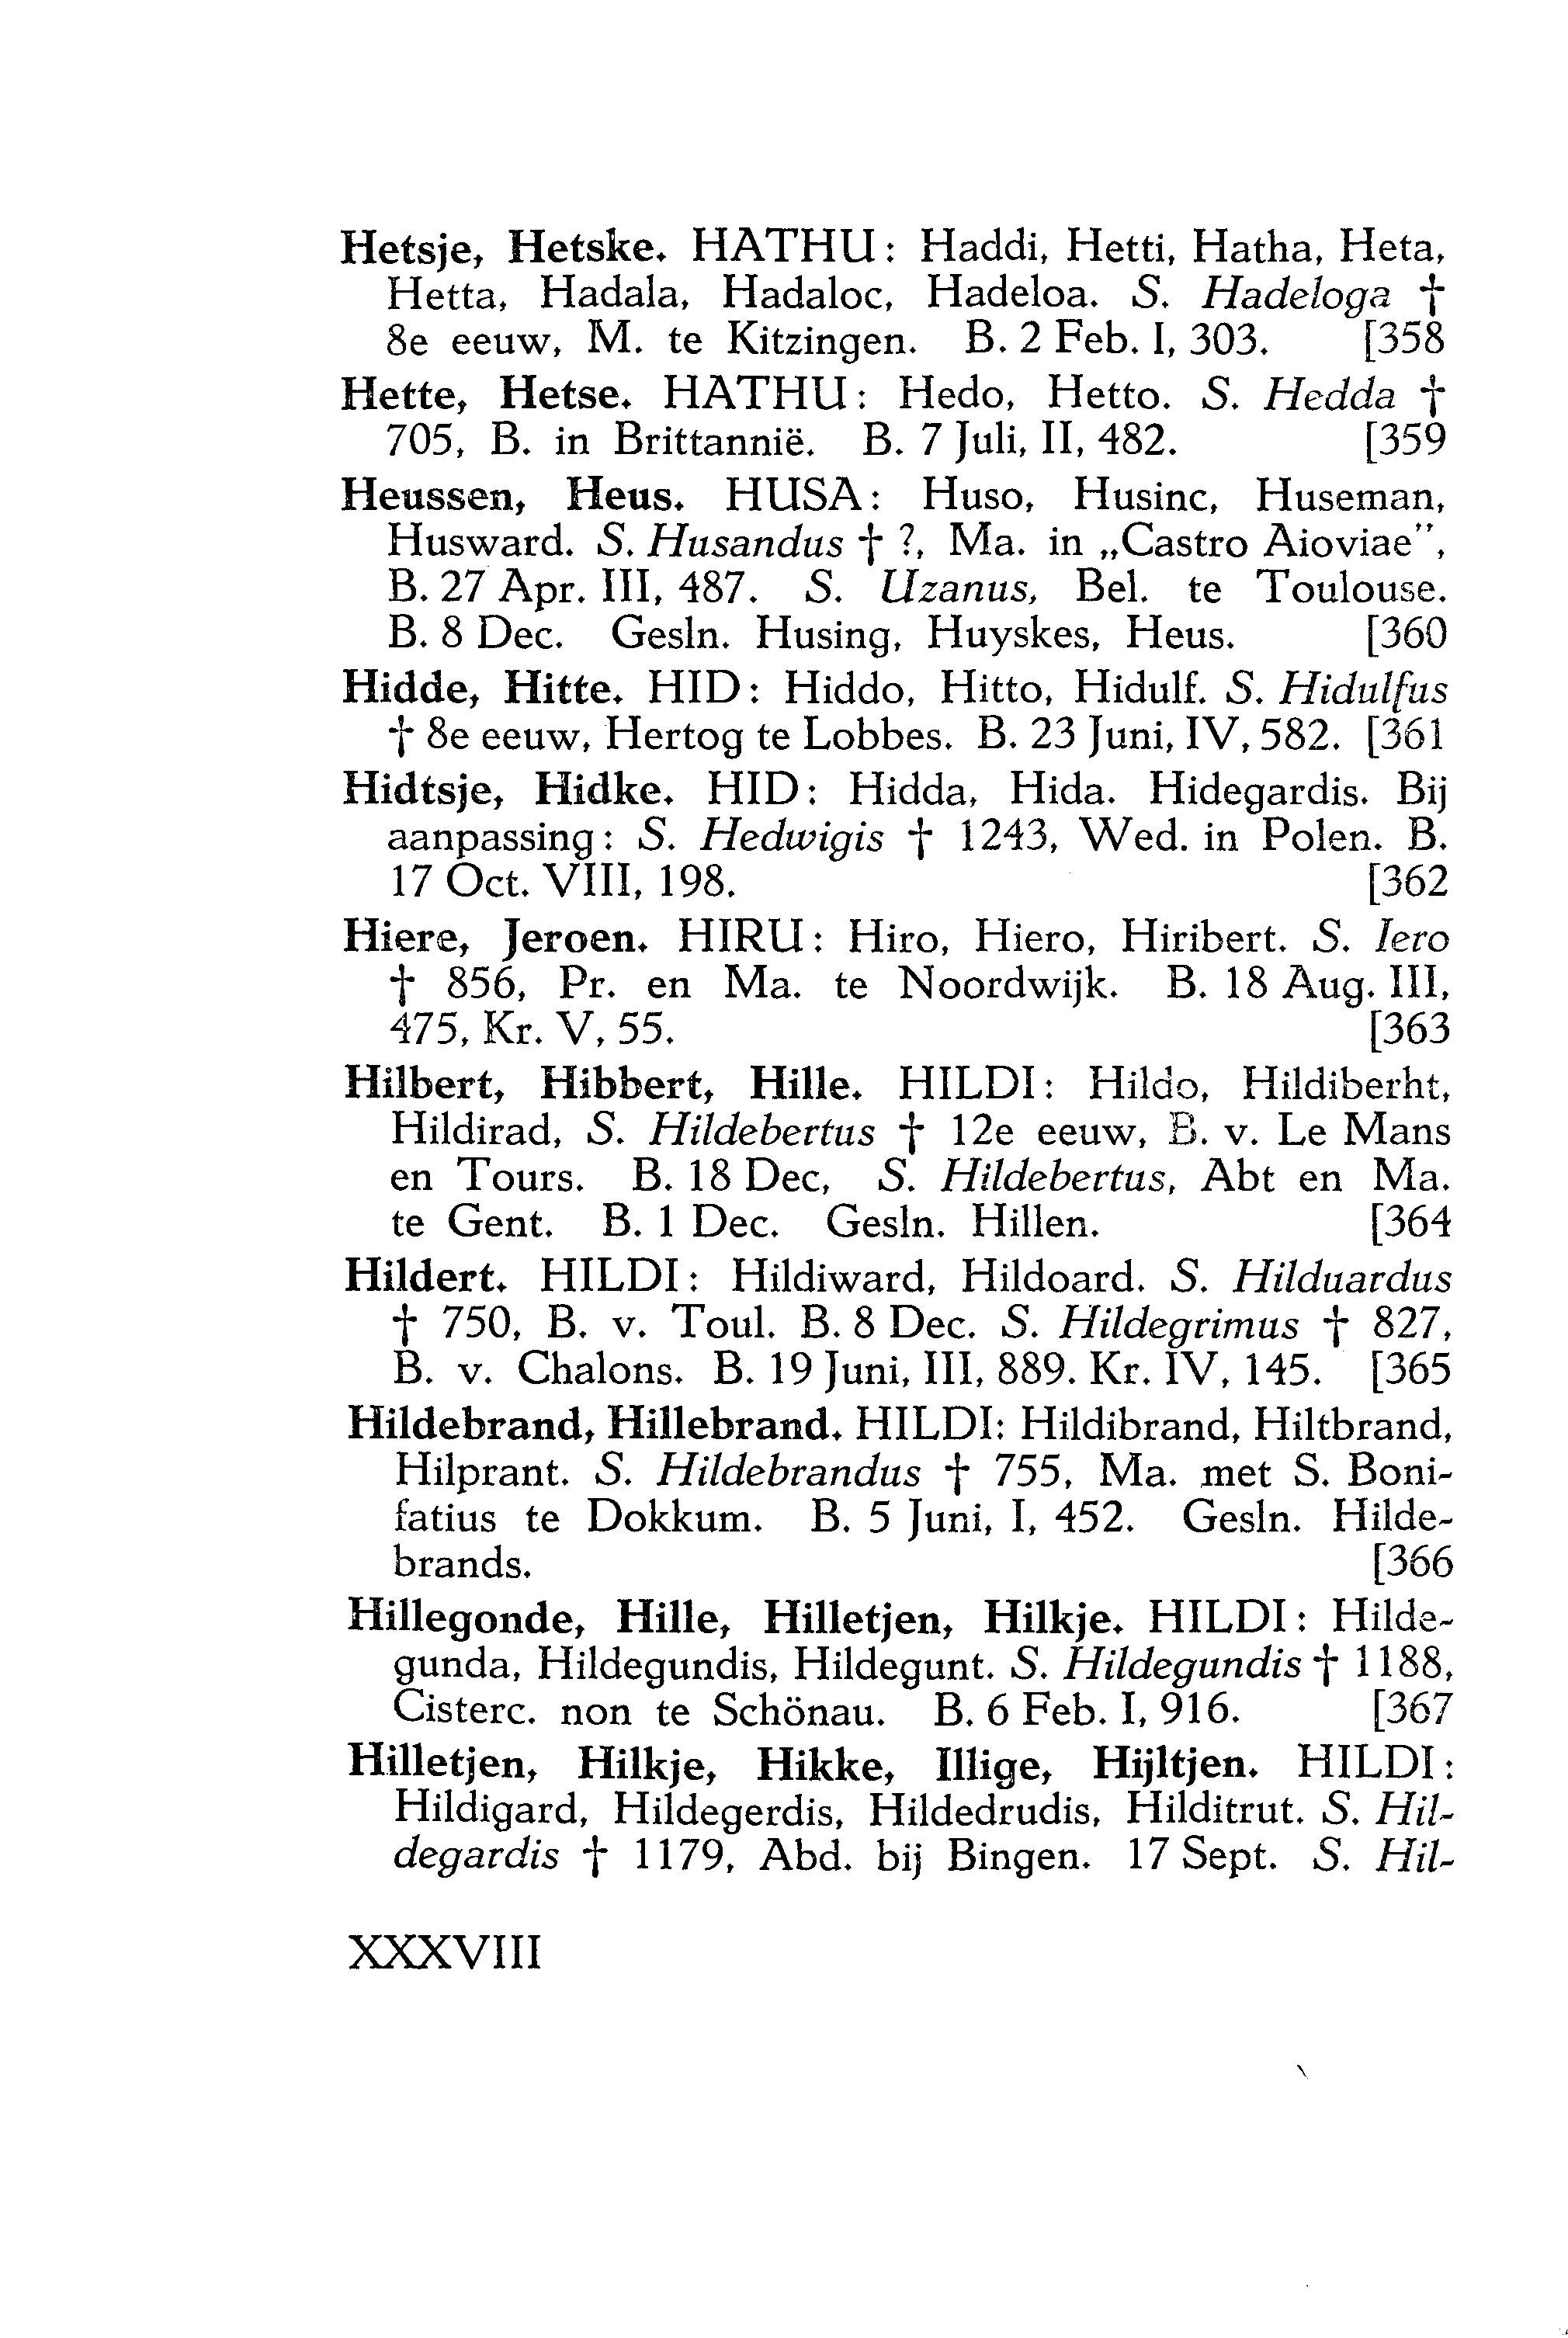 Hetsje, Hetske. HATHU: Haddi, Hetti, Hatha, Heta,
Hetta, Hadala, Hadaloc, Hadeloa. S. Hadeloga †
8e eeuw, M. te Kitzingen. B. 2 Feb. I, 303. [358
Hette, Hetse. HATHU: Hedo, Hetto. S. Hedda †
705, B. in Brittannië. B. 7 Juli, II, 482. [359
Heussen, Heus. HUSA: Huso, Husinc, Huseman,
Husward. S. Husandus † ?, Ma. in „Castro Aioviae",
B. 27 Apr. III, 487. S. Uzanus, Bel. te Toulouse.
B. 8 Dec. Gesln. Husing, Huyskes, Heus. [360
Hidde, Hitte. HID: Hiddo, Hitto, Hidulf. S. Hidulfus
† 8e eeuw, Hertog te Lobbes. B. 23 Juni, IV, 582. [361
Hidtsje, Hidke. HID: Hidda, Hida. Hidegardis. Bij
aanpassing: S. Hedwigis † 1243, Wed. in Polen. B.
17 Oct. VIII, 198. [362
Hiere, Jeroen. HIRU: Hiro, Hiero, Hiribert. S. Iero
† 856, Pr. en Ma. te Noordwijk. B. 18 Aug. III,
475, Kr. V, 55. [363
Hilbert, Hibbert, Hille. HILDI: Hildo, Hildiberht,
Hildirad, S. Hildebertus † 12e eeuw, B. v. Le Mans
en Tours. B. 18 Dec, S. Hildebertus, Abt en Ma.
te Gent. B. 1 Dec. Gesln. Hillen. [364
Hildert. HILDI: Hildiward, Hildoard. S. Hilduardus
† 750, B. v. Toul. B. 8 Dec. S. Hildegrimus † 827,
B. v. Chalons. B. 19 Juni, III, 889. Kr. IV, 145. [365
Hildebrand, Hillebrand. HILDI: Hildibrand, Hiltbrand,
Hilprant. S. Hildebrandus † 755, Ma. met S. Boni-
fatius te Dokkum. B. 5 Juni, I, 452. Gesln. Hilde-
brands. [366
Hillegonde, Hille, Hilletjen, Hilkje. HILDI: Hilde-
gunda, Hildegundis, Hildegunt. S. Hildegundis † 1188,
Cisterc. non te Schönau. B. 6 Feb. I, 916. [367
Hilletjen, Hilkje, Hikke, Illige, Hijltjen. HILDI:
Hildigard, Hildegerdis, Hildedrudis, Hilditrut. S. Hil-
degardis † 1179, Abd. bij Bingen. 17 Sept. S. Hil-
XXXVIII